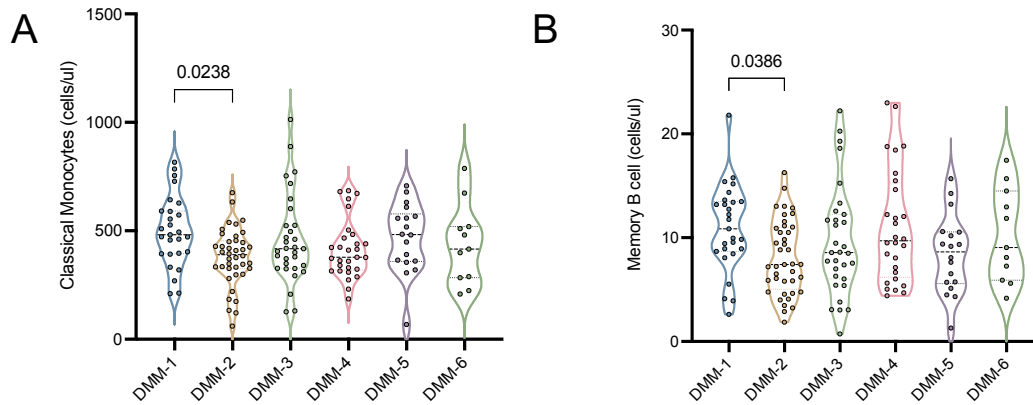 A
Classical Monocytes (cells/ul)
1500
1000
500
0
0.0238
DMM-1
DMM-2
DMM-3
DMM-4
DMM-5
DMM-6
B
Memory B cell (cells/ul)
30
20
10
0
0.0386
DMM-1
DMM-2
DMM-3
DMM-4
DMM-5
DMM-6